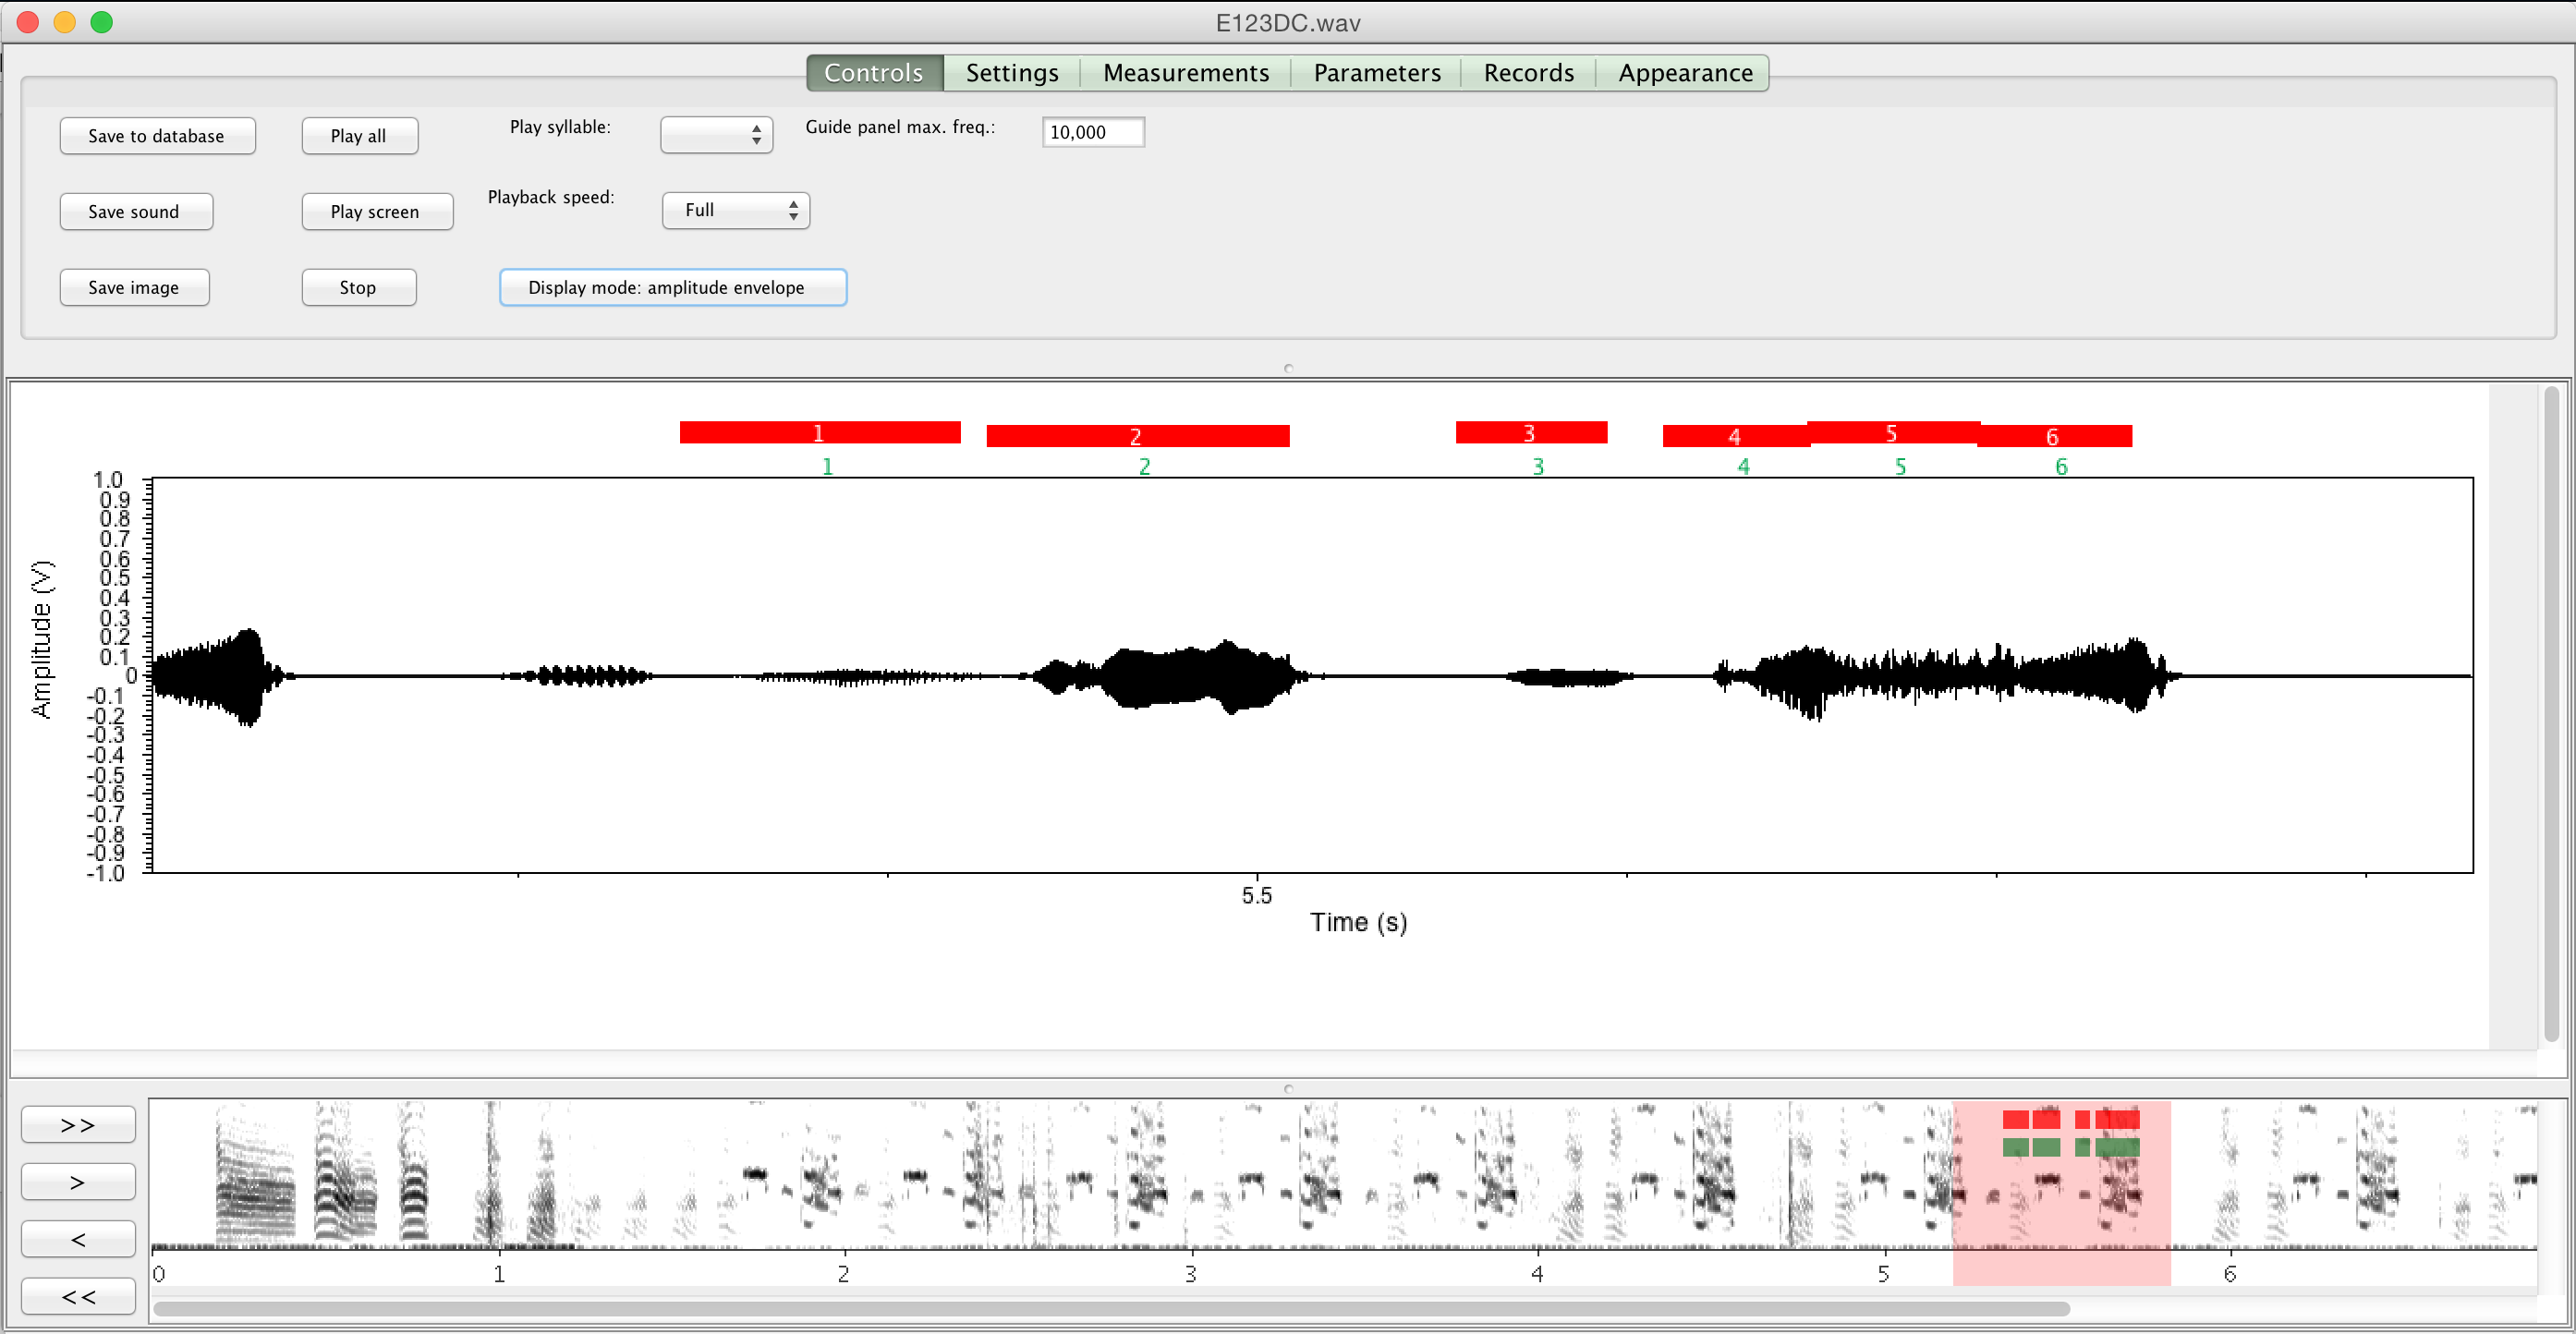 E123DC.wav
Controls Settings Measurements Parameters Records Appearance
Save to database Play all Play syllable: Guide panel max. freq.: 10,000
Save sound Play screen Playback speed: Full
Save image Stop Display mode: amplitude envelope
1 2 3 4 5 6
1 2 3 4 5 6
1.0
0.9
0.8
0.7
0.6
0.5
0.4
0.3
0.2
0.1
0
-0.1
-0.2
-0.3
-0.4
-0.5
-0.6
-0.7
-0.8
-0.9
-1.0
Amplitude (V)
5.5
Time (s)
>>
>
<
<<
0 1 2 3 4 5 6